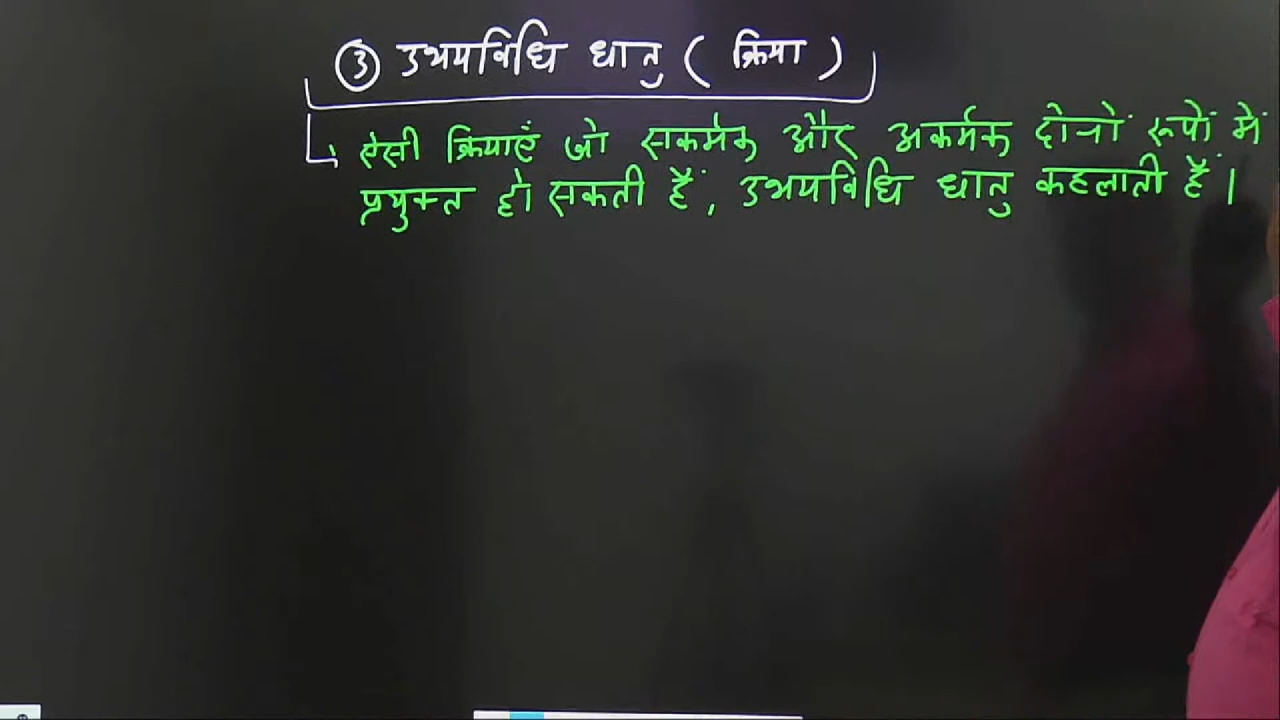 ③ उभयविधि धातु ( क्रिया )
ऐसी क्रियाएँ जो सकर्मक और अकर्मक दोनों रूपों में
प्रयुक्त हो सकती हैं, उभयविधि धातु कहलाती हैं।